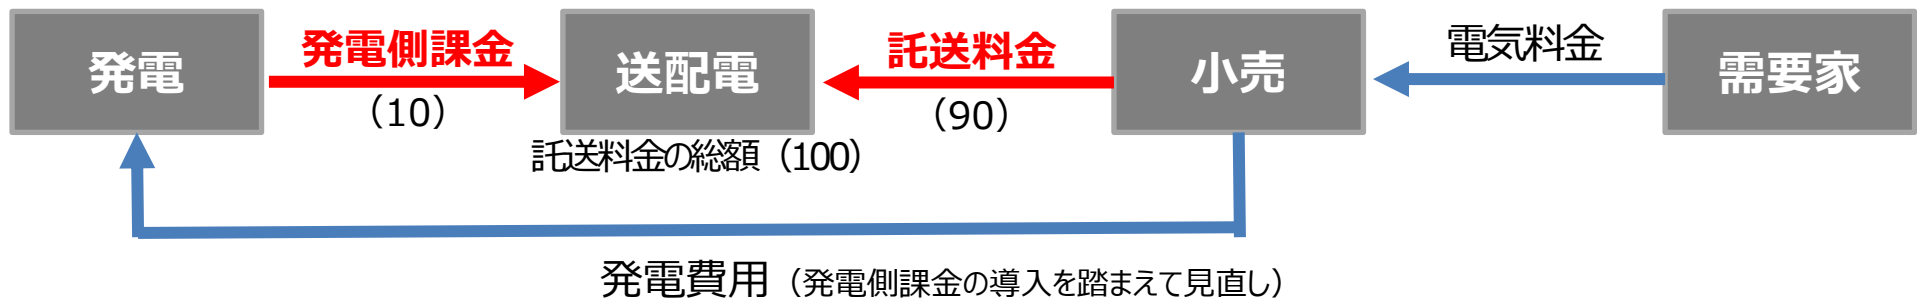 発電
発電側課金
（10）
送配電
託送料金の総額（100）
託送料金
（90）
小売
電気料金
需要家
発電費用（発電側課金の導入を踏まえて見直し）